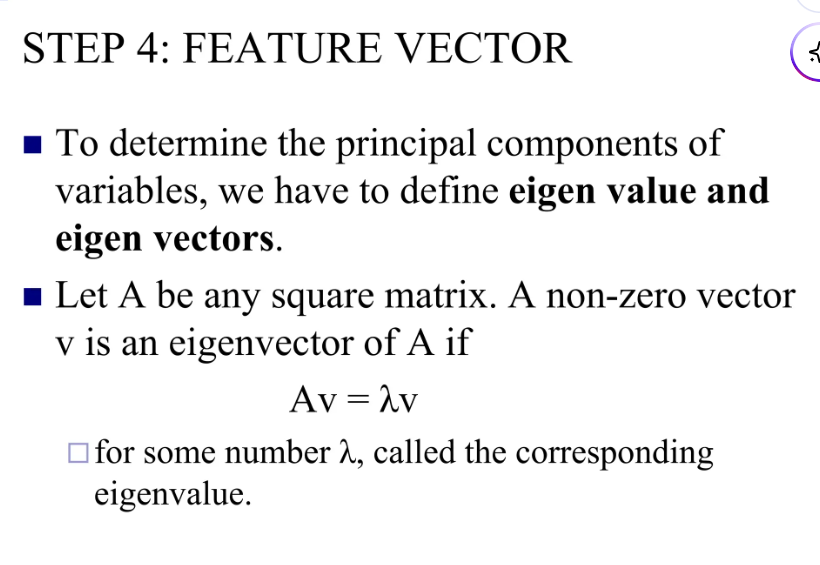 STEP 4: FEATURE VECTOR
To determine the principal components of
variables, we have to define eigen value and
eigen vectors.
Let A be any square matrix. A non-zero vector
v is an eigenvector of A if
Av = λv
for some number λ, called the corresponding
eigenvalue.